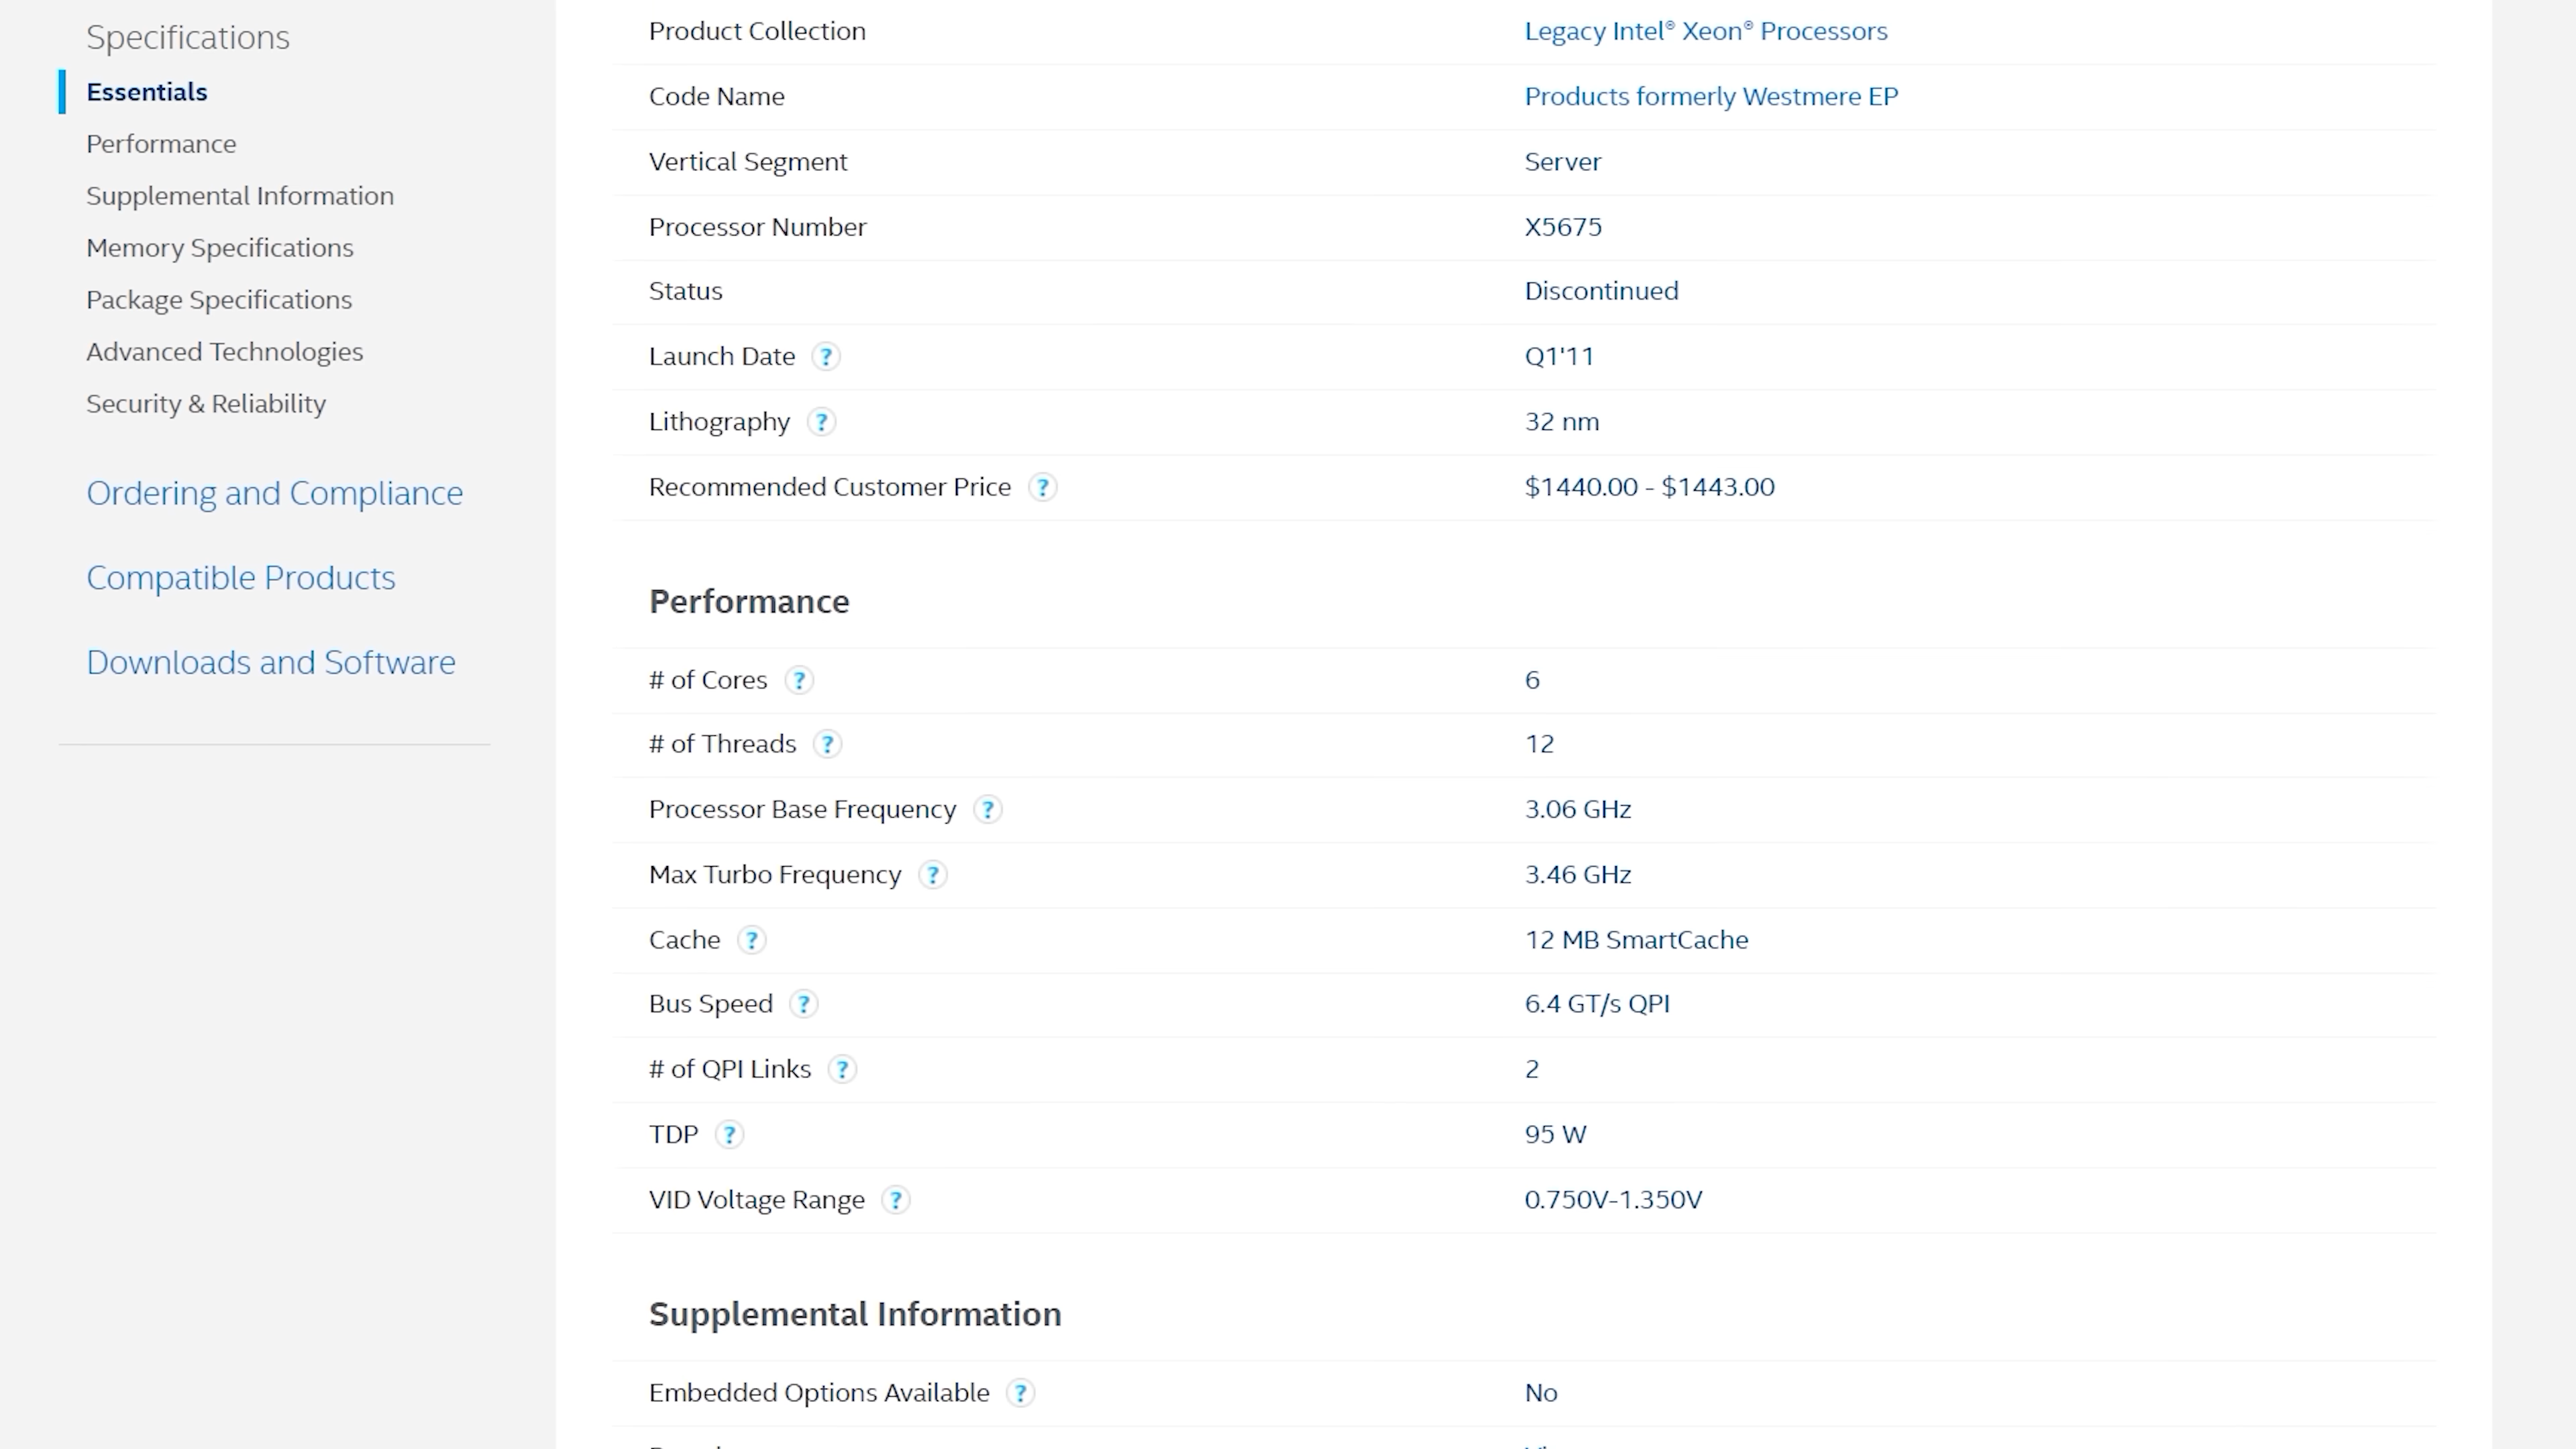 Specifications
Essentials
Performance
Supplemental Information
Memory Specifications
Package Specifications
Advanced Technologies
Security & Reliability
Ordering and Compliance
Compatible Products
Downloads and Software
Product Collection Legacy Intel® Xeon® Processors
Code Name Products formerly Westmere EP
Vertical Segment Server
Processor Number X5675
Status Discontinued
Launch Date ? Q1'11
Lithography ? 32 nm
Recommended Customer Price ? $1440.00 - $1443.00
Performance
# of Cores ? 6
# of Threads ? 12
Processor Base Frequency ? 3.06 GHz
Max Turbo Frequency ? 3.46 GHz
Cache ? 12 MB SmartCache
Bus Speed ? 6.4 GT/s QPI
# of QPI Links ? 2
TDP ? 95 W
VID Voltage Range ? 0.750V-1.350V
Supplemental Information
Embedded Options Available ? No